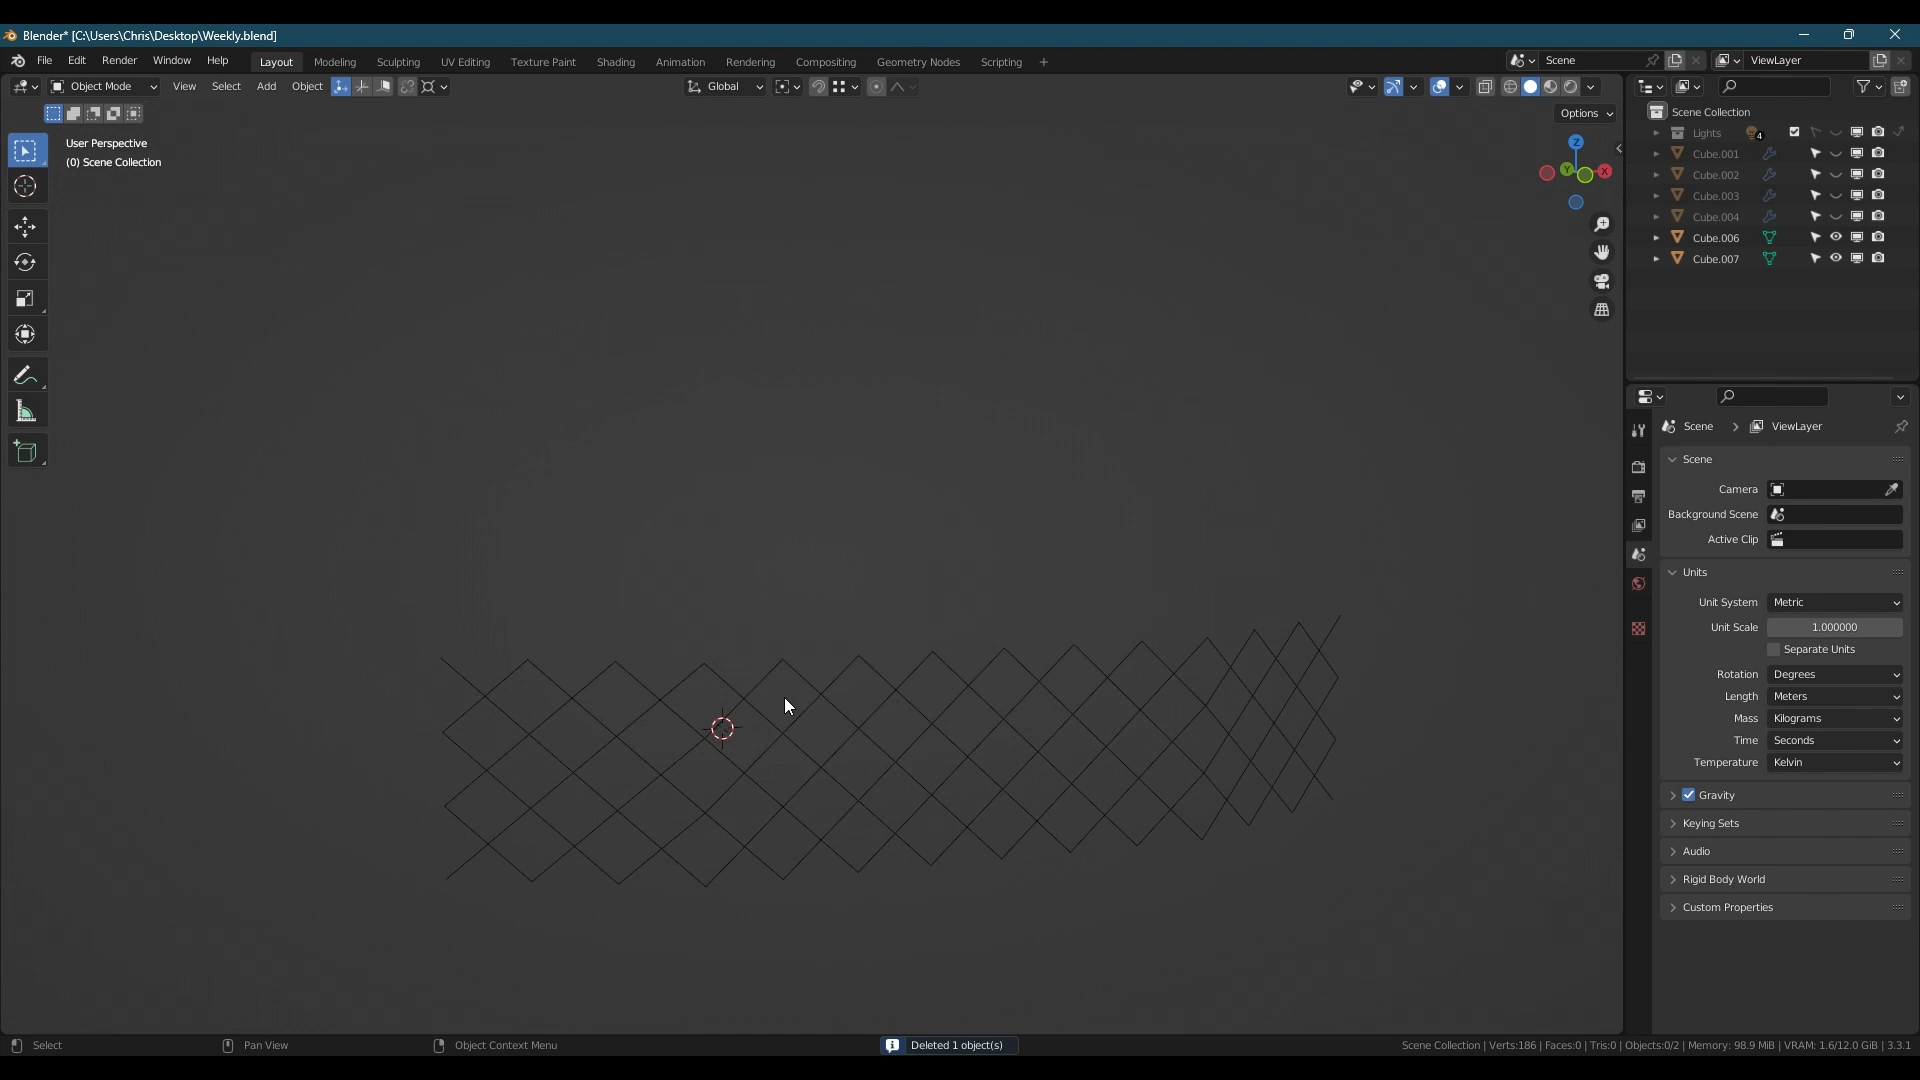 Blender* [C:\Users\Chris\Desktop\Weekly.blend]
File Edit Render Window Help Layout Modeling Sculpting UV Editing Texture Paint Shading Animation Rendering Compositing Geometry Nodes Scripting + Scene ViewLayer
Object Mode View Select Add Object Global
Options
User Perspective
(0) Scene Collection
Z
Y
X
Scene Collection
Lights 4
Cube.001
Cube.002
Cube.003
Cube.004
Cube.006
Cube.007
Scene > ViewLayer
Scene
Camera
Background Scene
Active Clip
Units
Unit System Metric
Unit Scale 1.000000
Separate Units
Rotation Degrees
Length Meters
Mass Kilograms
Time Seconds
Temperature Kelvin
Gravity
Keying Sets
Audio
Rigid Body World
Custom Properties
Select Pan View Object Context Menu Deleted 1 object(s) Scene Collection | Verts:186 | Faces:0 | Tris:0 | Objects:0/2 | Memory: 98.9 MiB | VRAM: 1.6/12.0 GiB | 3.3.1